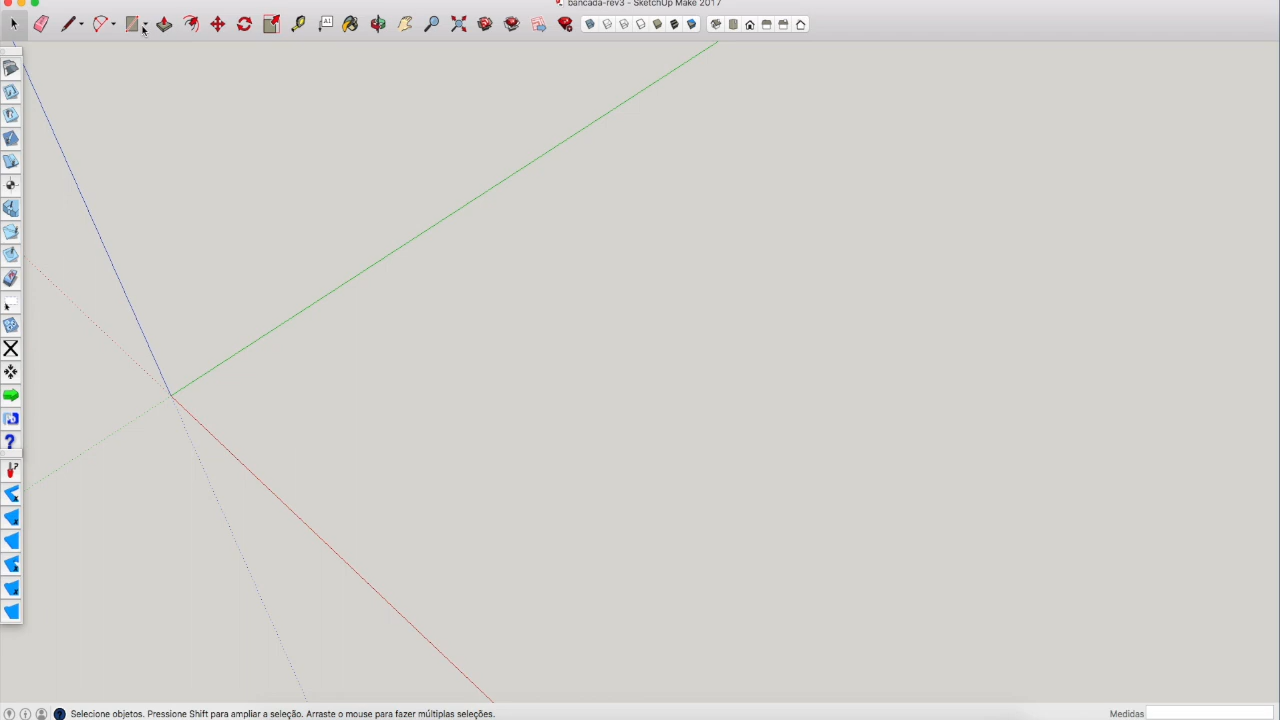 bancada-rev3 - SketchUp Make 2017
A1
Selecione objetos. Pressione Shift para ampliar a seleção. Arraste o mouse para fazer múltiplas seleções.
Medidas